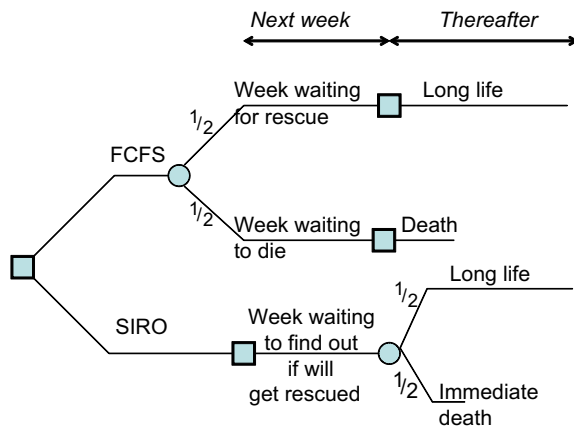 Next week
Thereafter
Week waiting
for rescue
Long life
1/2
FCFS
1/2
Week waiting
to die
Death
Long life
1/2
SIRO
Week waiting
to find out
if will
get rescued
1/2
Immediate
death